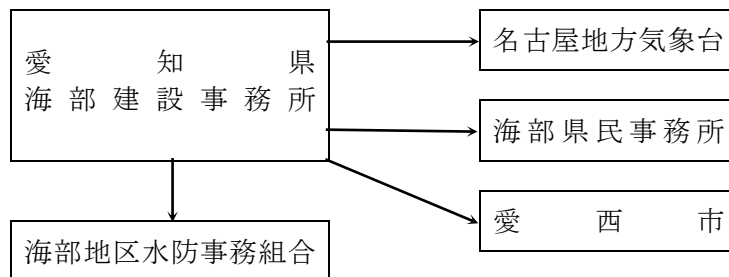 愛知県
海部建設事務所
名古屋地方気象台
海部県民事務所
愛西市
海部地区水防事務組合